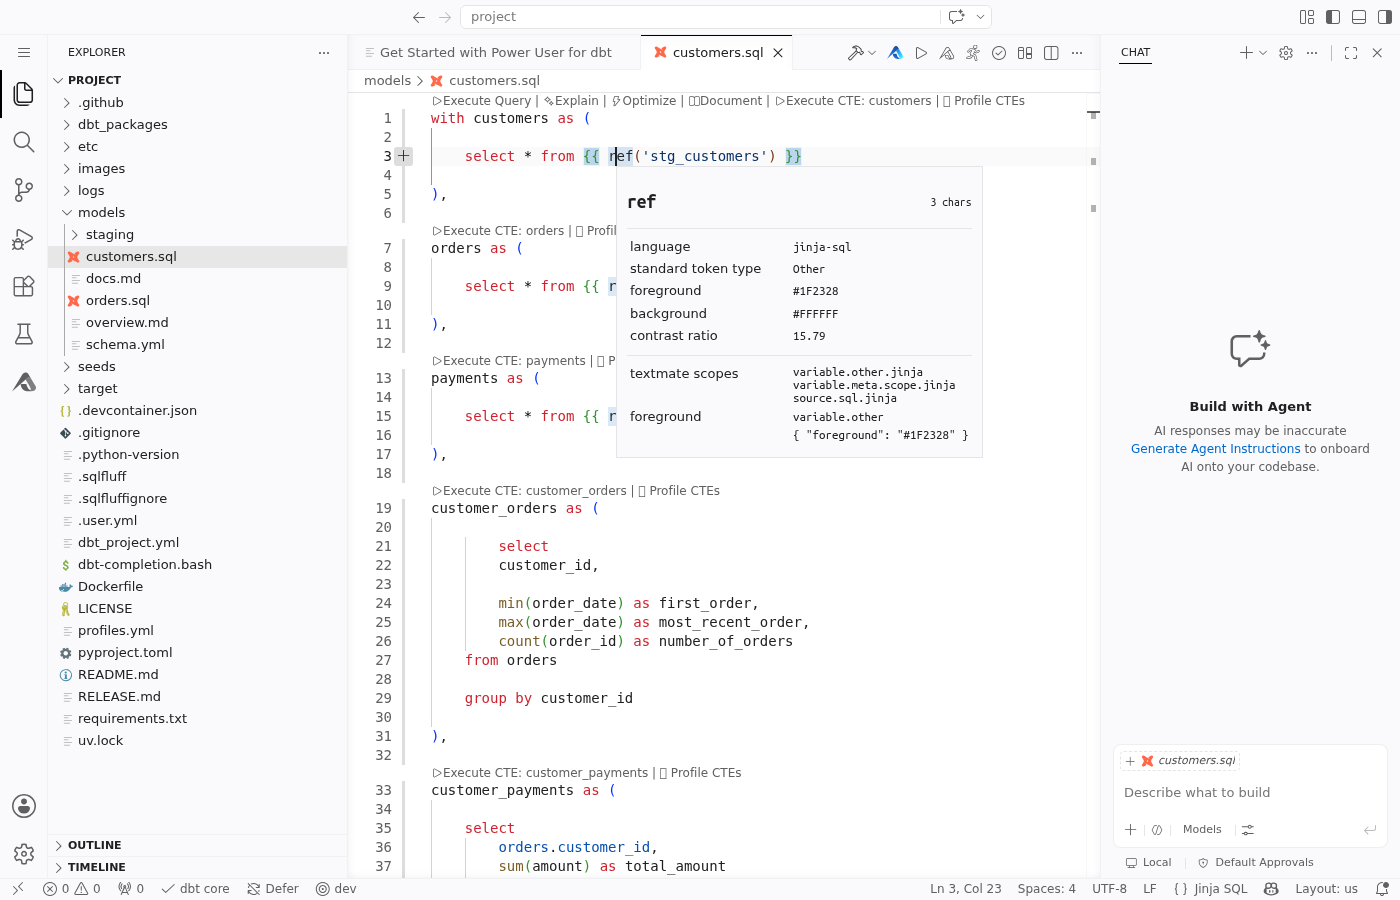 project
EXPLORER
PROJECT
.github
dbt_packages
etc
images
logs
models
staging
customers.sql
docs.md
orders.sql
overview.md
schema.yml
seeds
target
.devcontainer.json
.gitignore
.python-version
.sqlfluff
.sqlfluffignore
.user.yml
dbt_project.yml
dbt-completion.bash
Dockerfile
LICENSE
profiles.yml
pyproject.toml
README.md
RELEASE.md
requirements.txt
uv.lock
OUTLINE
TIMELINE
Get Started with Power User for dbt
customers.sql
models > customers.sql
Execute Query | Explain | Optimize | Document | Execute CTE: customers | Profile CTEs
1 with customers as (
2
3 select * from {{ ref('stg_customers') }}
4
5 ),
6
Execute CTE: orders | Profil
7 orders as (
8
9 select * from {{ r
10
11 ),
12
Execute CTE: payments | P
13 payments as (
14
15 select * from {{ r
16
17 ),
18
Execute CTE: customer_orders | Profile CTEs
19 customer_orders as (
20
21 select
22 customer_id,
23
24 min(order_date) as first_order,
25 max(order_date) as most_recent_order,
26 count(order_id) as number_of_orders
27 from orders
28
29 group by customer_id
30
31 ),
32
Execute CTE: customer_payments | Profile CTEs
33 customer_payments as (
34
35 select
36 orders.customer_id,
37 sum(amount) as total_amount
ref 3 chars
language jinja-sql
standard token type Other
foreground #1F2328
background #FFFFFF
contrast ratio 15.79
textmate scopes variable.other.jinja
variable.meta.scope.jinja
source.sql.jinja
foreground variable.other
{ "foreground": "#1F2328" }
CHAT
Build with Agent
AI responses may be inaccurate
Generate Agent Instructions to onboard
AI onto your codebase.
customers.sql
Describe what to build
Models
Local Default Approvals
0 0 0 dbt core Defer dev
Ln 3, Col 23 Spaces: 4 UTF-8 LF { } Jinja SQL Layout: us